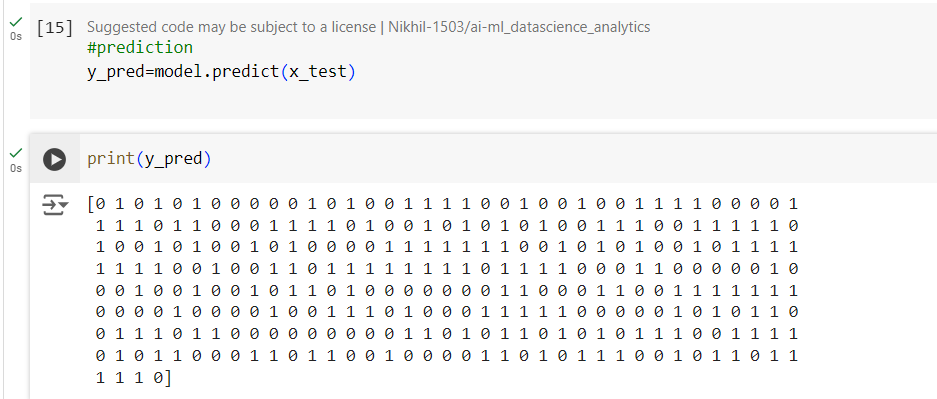 [15] Suggested code may be subject to a license | Nikhil-1503/ai-ml_datascience_analytics
0s
#prediction
y_pred=model.predict(x_test)
0s
print(y_pred)
[0 1 0 1 0 1 0 0 0 0 0 1 0 1 0 0 1 1 1 1 0 0 1 0 0 1 0 0 1 1 1 1 0 0 0 0 1
1 1 1 0 1 1 0 0 0 1 1 1 1 0 1 0 0 1 0 1 0 1 0 1 0 0 1 1 1 0 0 1 1 1 1 1 0
1 0 0 1 0 1 0 0 1 0 1 0 0 0 0 1 1 1 1 1 1 1 0 0 1 0 1 0 1 0 0 1 0 1 1 1 1
1 1 1 1 0 0 1 0 0 1 1 0 1 1 1 1 1 1 1 1 0 1 1 1 1 0 0 0 1 1 0 0 0 0 0 1 0
0 0 1 0 0 1 0 0 1 0 1 1 0 1 0 0 0 0 0 0 0 1 1 0 0 0 1 1 0 0 1 1 1 1 1 1 1
0 0 0 0 1 0 0 0 0 1 0 0 1 1 1 0 1 0 0 0 1 1 1 1 1 0 0 0 0 0 1 0 1 0 1 1 0
0 1 1 1 0 1 1 0 0 0 0 0 0 0 0 0 1 1 0 1 0 1 1 0 1 0 1 0 1 1 1 0 0 1 1 1 1
0 1 0 1 1 0 0 0 1 1 0 1 1 0 0 1 0 0 0 0 1 1 0 1 0 1 1 1 0 0 1 0 1 1 0 1 1
1 1 1 0]